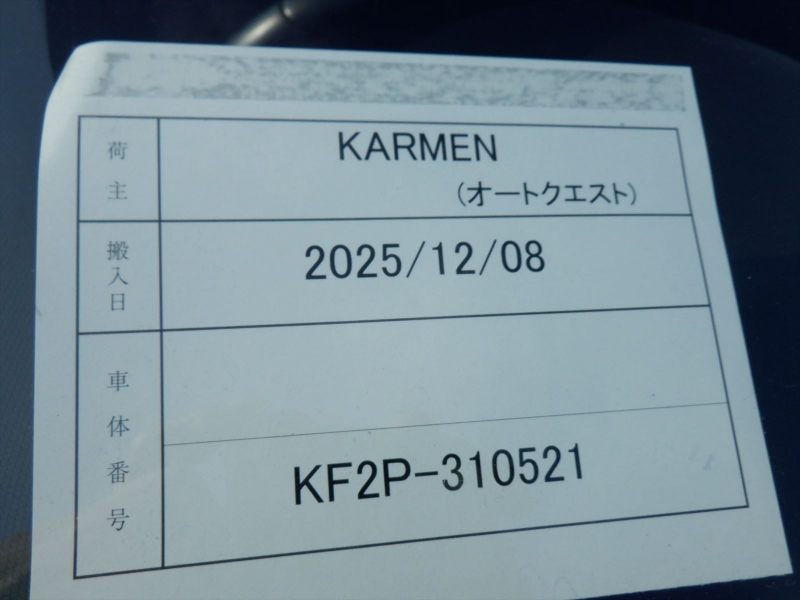 荷主
KARMEN
(オートクエスト)
搬入日
2025/12/08
車体番号
KF2P-310521